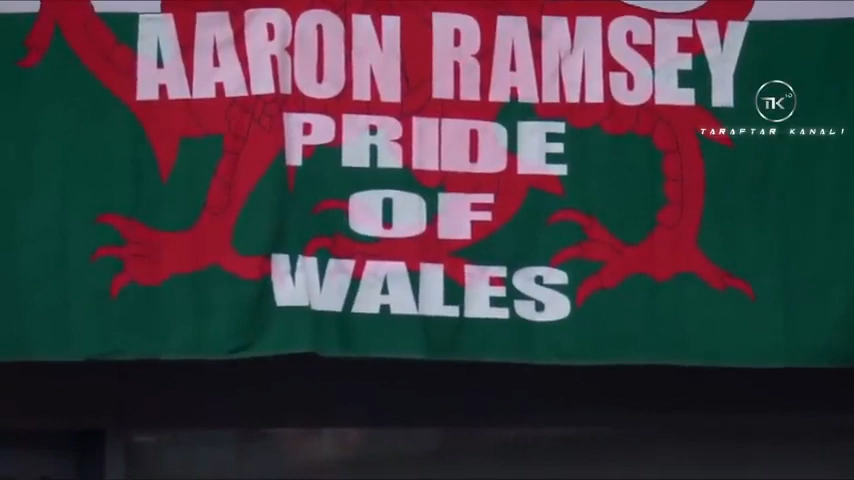 AARON RAMSEY
PRIDE
OF
WALES
TK
TARAFTAR KANALI